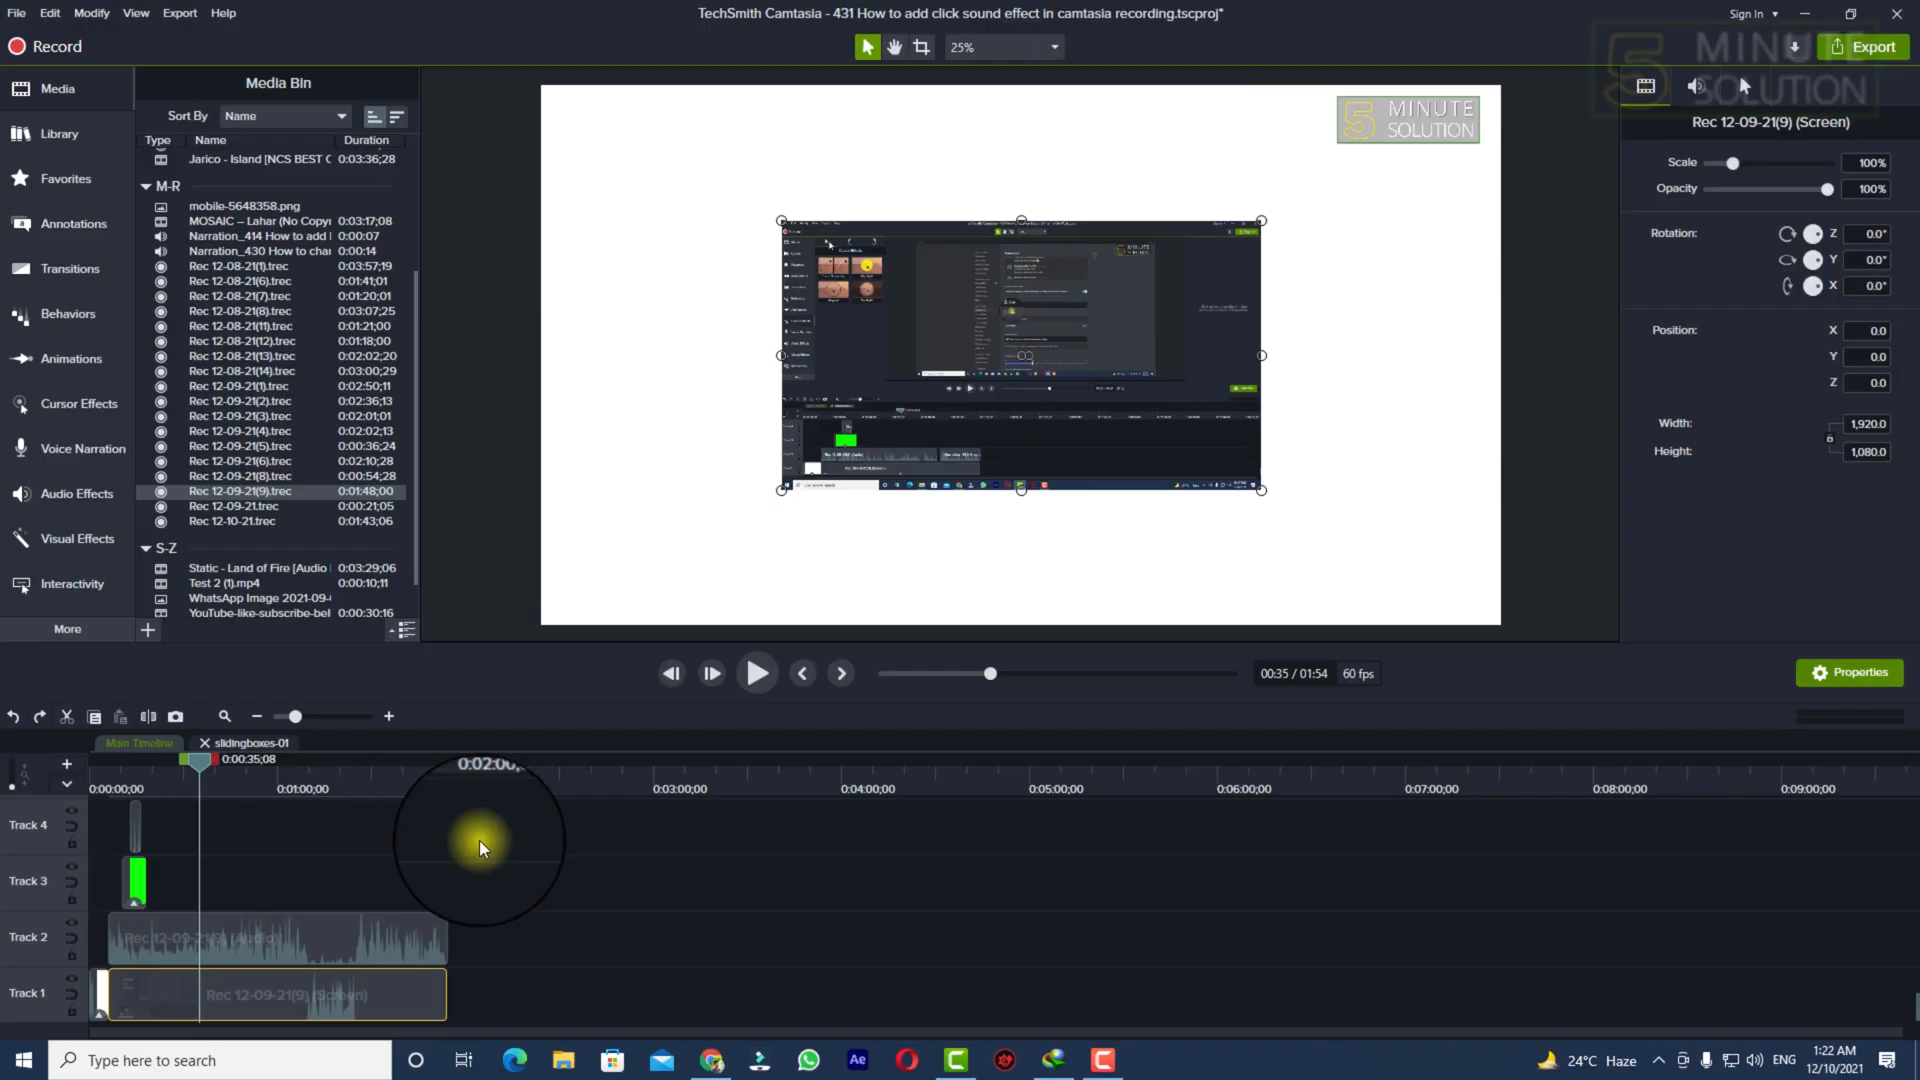 File Edit Modify View Export Help
TechSmith Camtasia - 431 How to add click sound effect in camtasia recording.tscproj*
Sign In
Record
25%
Export
5 MINUTE SOLUTION
Media
Library
Favorites
Annotations
Transitions
Behaviors
Animations
Cursor Effects
Voice Narration
Audio Effects
Visual Effects
Interactivity
More
Media Bin
Sort By Name
Type Name Duration
Jarico - Island [NCS BEST 0:03:36;28
M-R
mobile-5648358.png
MOSAIC – Lahar (No Copyr 0:03:17;08
Narration_414 How to add 0:00:07
Narration_430 How to char 0:00:14
Rec 12-08-21(1).trec 0:03:57;19
Rec 12-08-21(6).trec 0:01:41;01
Rec 12-08-21(7).trec 0:01:20;01
Rec 12-08-21(8).trec 0:03:07;25
Rec 12-08-21(11).trec 0:01:21;00
Rec 12-08-21(12).trec 0:01:18;00
Rec 12-08-21(13).trec 0:02:02;20
Rec 12-08-21(14).trec 0:03:00;29
Rec 12-09-21(1).trec 0:02:50;11
Rec 12-09-21(2).trec 0:02:36;13
Rec 12-09-21(3).trec 0:02:01;01
Rec 12-09-21(4).trec 0:02:02;13
Rec 12-09-21(5).trec 0:00:36;24
Rec 12-09-21(6).trec 0:02:10;28
Rec 12-09-21(8).trec 0:00:54;28
Rec 12-09-21(9).trec 0:01:48;00
Rec 12-09-21.trec 0:00:21;05
Rec 12-10-21.trec 0:01:43;06
S-Z
Static - Land of Fire [Audio 0:03:29;06
Test 2 (1).mp4 0:00:10;11
WhatsApp Image 2021-09-
YouTube-like-subscribe-bel 0:00:30;16
5 MINUTE
SOLUTION
Rec 12-09-21(9) (Screen)
Scale 100%
Opacity 100%
Rotation: Z 0.0°
Y 0.0°
X 0.0°
Position: X 0.0
Y 0.0
Z 0.0
Width: 1,920.0
Height: 1,080.0
00:35 / 01:54 60 fps
Properties
Main Timeline slidingboxes-01
0:00:35;08
0:02:00;
0:00:00;00 0:01:00;00 0:03:00;00 0:04:00;00 0:05:00;00 0:06:00;00 0:07:00;00 0:08:00;00 0:09:00;00
Track 4
Track 3
Track 2
Rec 12-09-21(9) (Audio)
Track 1
Rec 12-09-21(9) (Screen)
Type here to search
Ae
24°C Haze
ENG
1:22 AM
12/10/2021